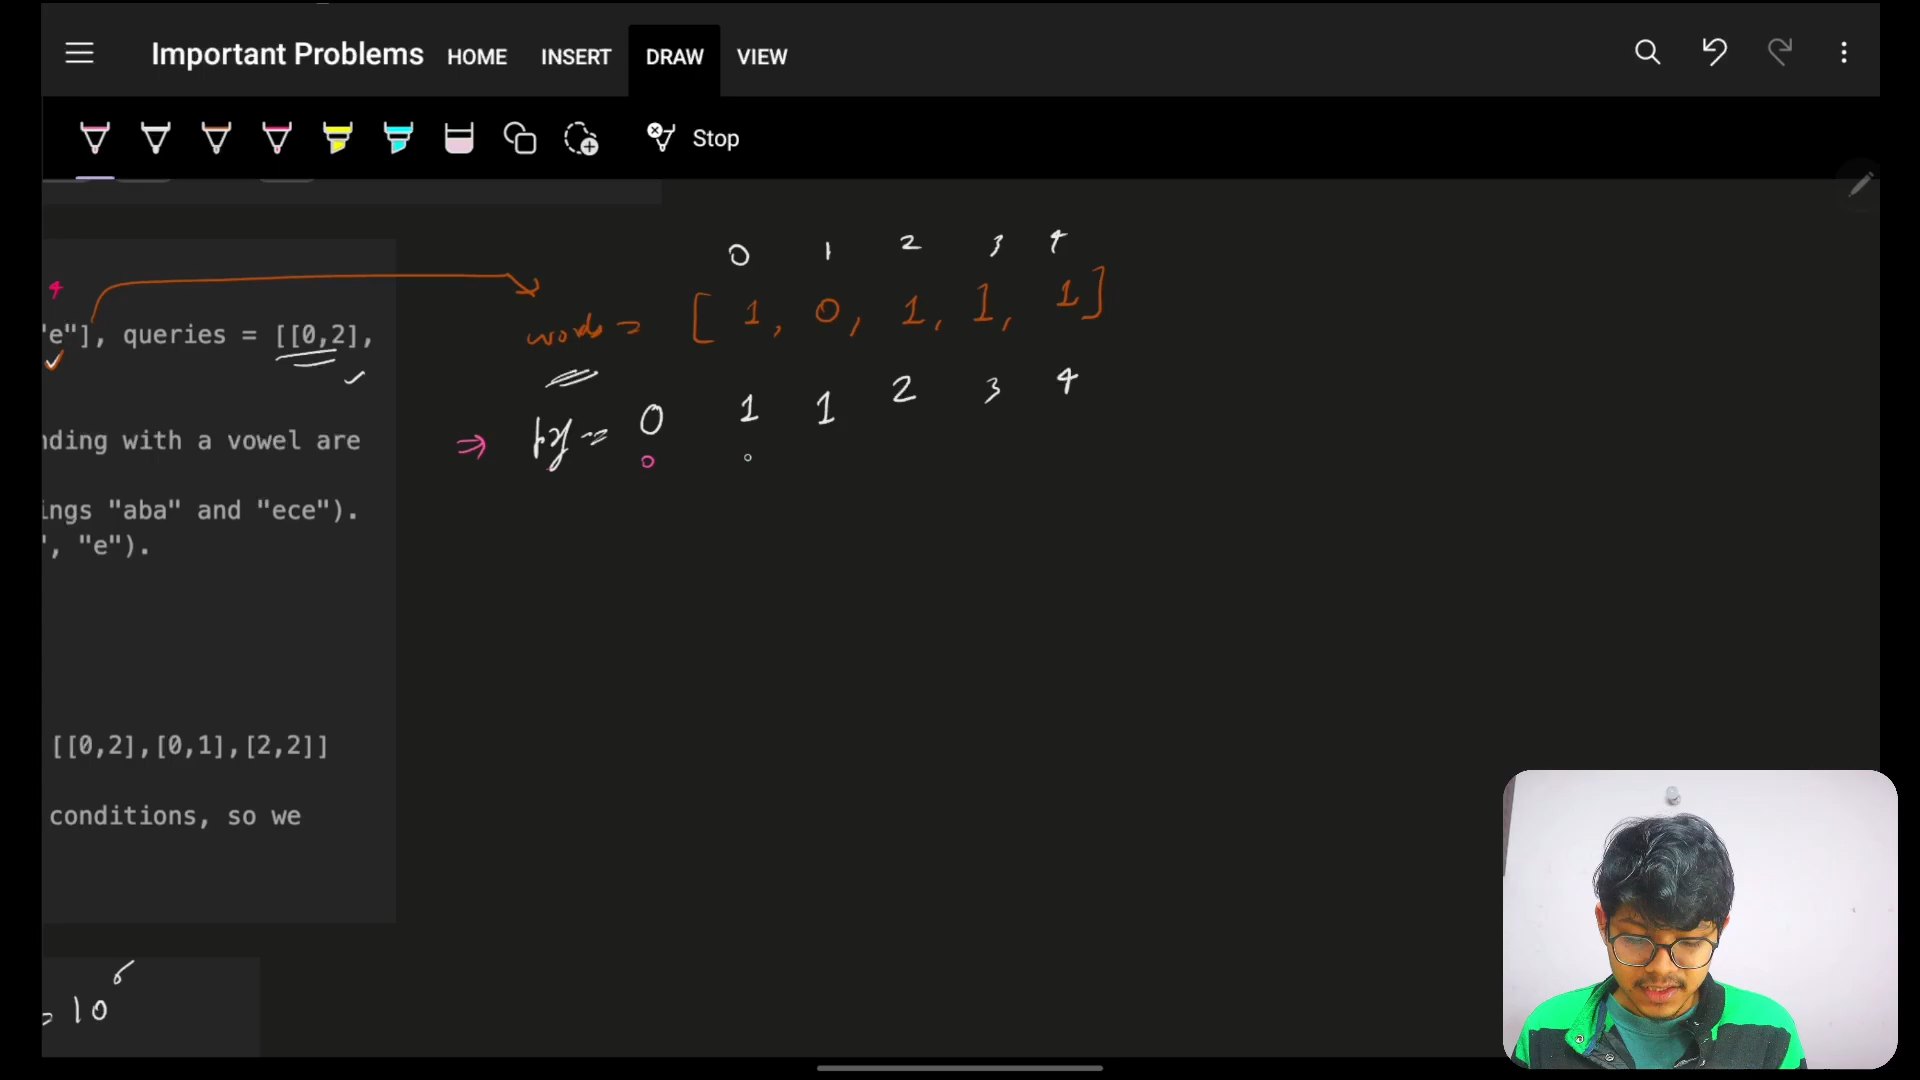 Important Problems HOME INSERT DRAW VIEW
Stop
0 1 2 3 4
4
"e"], queries = [[0,2],
words = [ 1, 0, 1, 1, 1 ]
0 1 1 2 3 4
0
nding with a vowel are
ings "aba" and "ece").
", "e").
[[0,2],[0,1],[2,2]]
conditions, so we
10